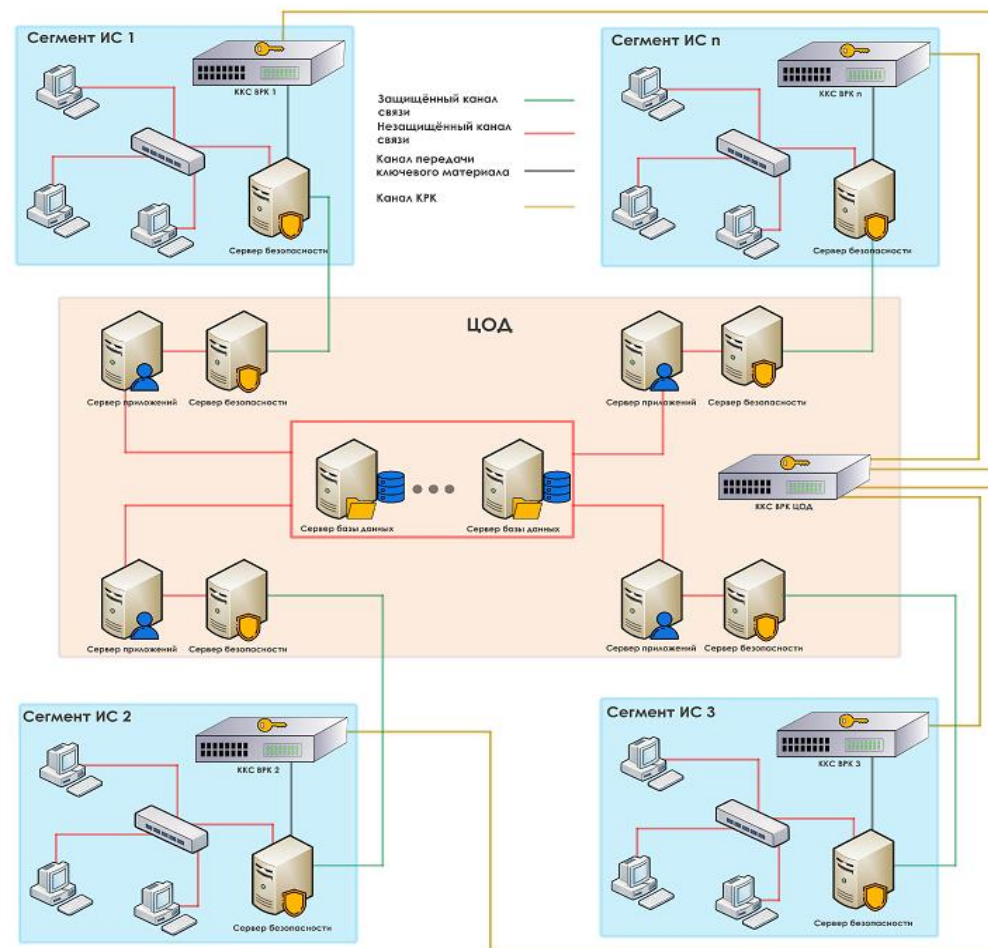 Сегмент ИС 1
ККС ВРК 1
Сервер безопасности
Защищённый канал
связи
Незащищённый канал
связи
Канал передачи
ключевого материала
Канал КРК
Сегмент ИС n
ККС ВРК n
Сервер безопасности
ЦОД
Сервер приложений
Сервер безопасности
Сервер приложений
Сервер безопасности
Сервер базы данных
Сервер базы данных
ККС ВРК ЦОД
Сервер приложений
Сервер безопасности
Сервер приложений
Сервер безопасности
Сегмент ИС 2
ККС ВРК 2
Сервер безопасности
Сегмент ИС 3
ККС ВРК 3
Сервер безопасности